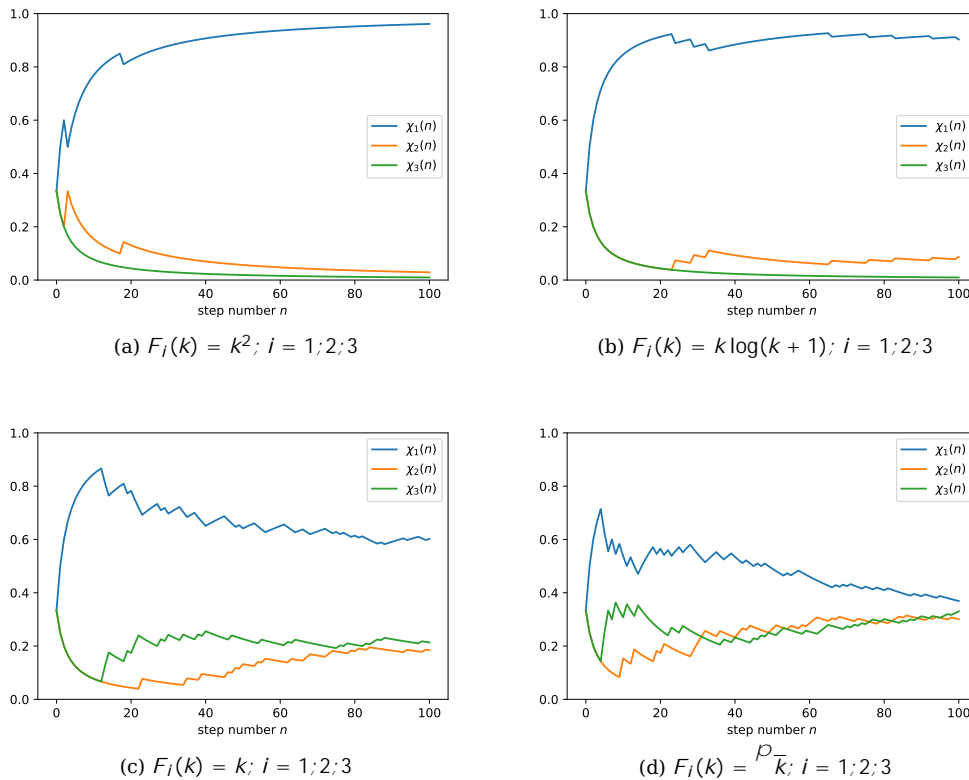 1.0
0.8
0.6
0.4
0.2
0.0
χ1(n)
χ2(n)
χ3(n)
0 20 40 60 80 100
step number n
(a) Fi(k) = k²; i = 1;2;3
1.0
0.8
0.6
0.4
0.2
0.0
χ1(n)
χ2(n)
χ3(n)
0 20 40 60 80 100
step number n
(b) Fi(k) = k log(k + 1); i = 1;2;3
1.0
0.8
0.6
0.4
0.2
0.0
χ1(n)
χ2(n)
χ3(n)
0 20 40 60 80 100
step number n
(c) Fi(k) = k; i = 1;2;3
1.0
0.8
0.6
0.4
0.2
0.0
χ1(n)
χ2(n)
χ3(n)
0 20 40 60 80 100
step number n
(d) Fi(k) = p k; i = 1;2;3